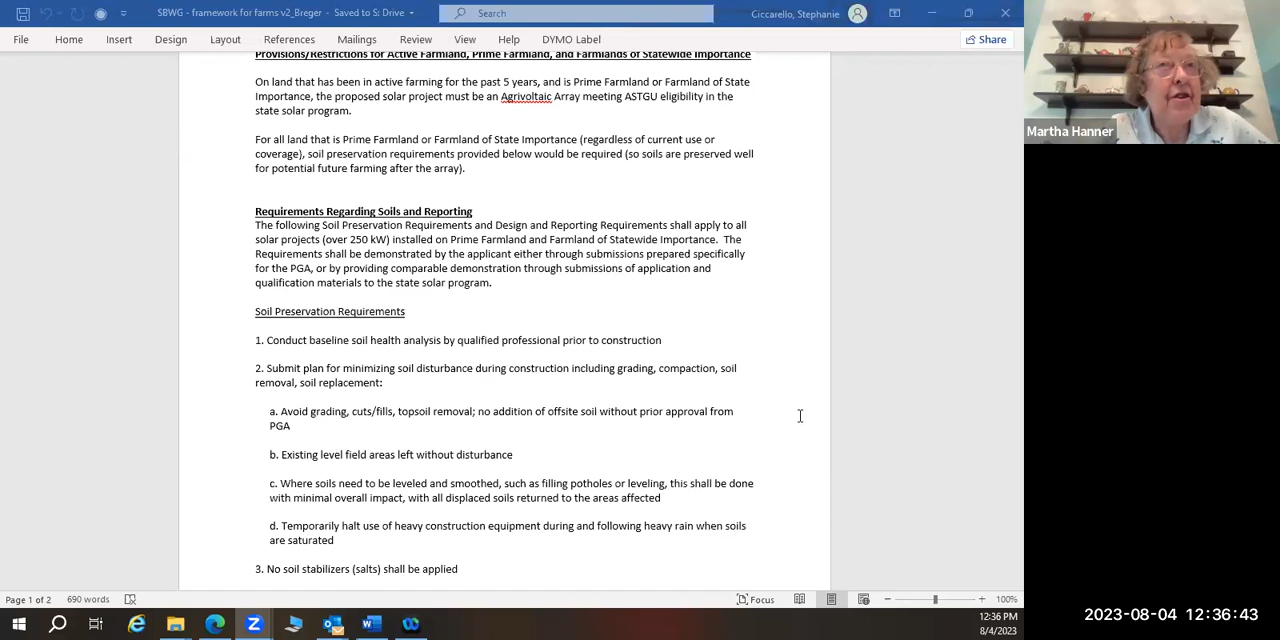 SBWG - framework for farms v2_Breger - Saved to S: Drive
Search
Ciccarello, Stephanie
File Home Insert Design Layout References Mailings Review View Help DYMO Label Share
Provisions/Restrictions for Active Farmland, Prime Farmland, and Farmlands of Statewide Importance
On land that has been in active farming for the past 5 years, and is Prime Farmland or Farmland of State
Importance, the proposed solar project must be an Agrivoltaic Array meeting ASTGU eligibility in the
state solar program.
For all land that is Prime Farmland or Farmland of State Importance (regardless of current use or
coverage), soil preservation requirements provided below would be required (so soils are preserved well
for potential future farming after the array).
Requirements Regarding Soils and Reporting
The following Soil Preservation Requirements and Design and Reporting Requirements shall apply to all
solar projects (over 250 kW) installed on Prime Farmland and Farmland of Statewide Importance. The
Requirements shall be demonstrated by the applicant either through submissions prepared specifically
for the PGA, or by providing comparable demonstration through submissions of application and
qualification materials to the state solar program.
Soil Preservation Requirements
1. Conduct baseline soil health analysis by qualified professional prior to construction
2. Submit plan for minimizing soil disturbance during construction including grading, compaction, soil
removal, soil replacement:
a. Avoid grading, cuts/fills, topsoil removal; no addition of offsite soil without prior approval from
PGA
b. Existing level field areas left without disturbance
c. Where soils need to be leveled and smoothed, such as filling potholes or leveling, this shall be done
with minimal overall impact, with all displaced soils returned to the areas affected
d. Temporarily halt use of heavy construction equipment during and following heavy rain when soils
are saturated
3. No soil stabilizers (salts) shall be applied
Page 1 of 2 690 words Focus 100%
12:36 PM
8/4/2023
Martha Hanner
2023-08-04 12:36:43